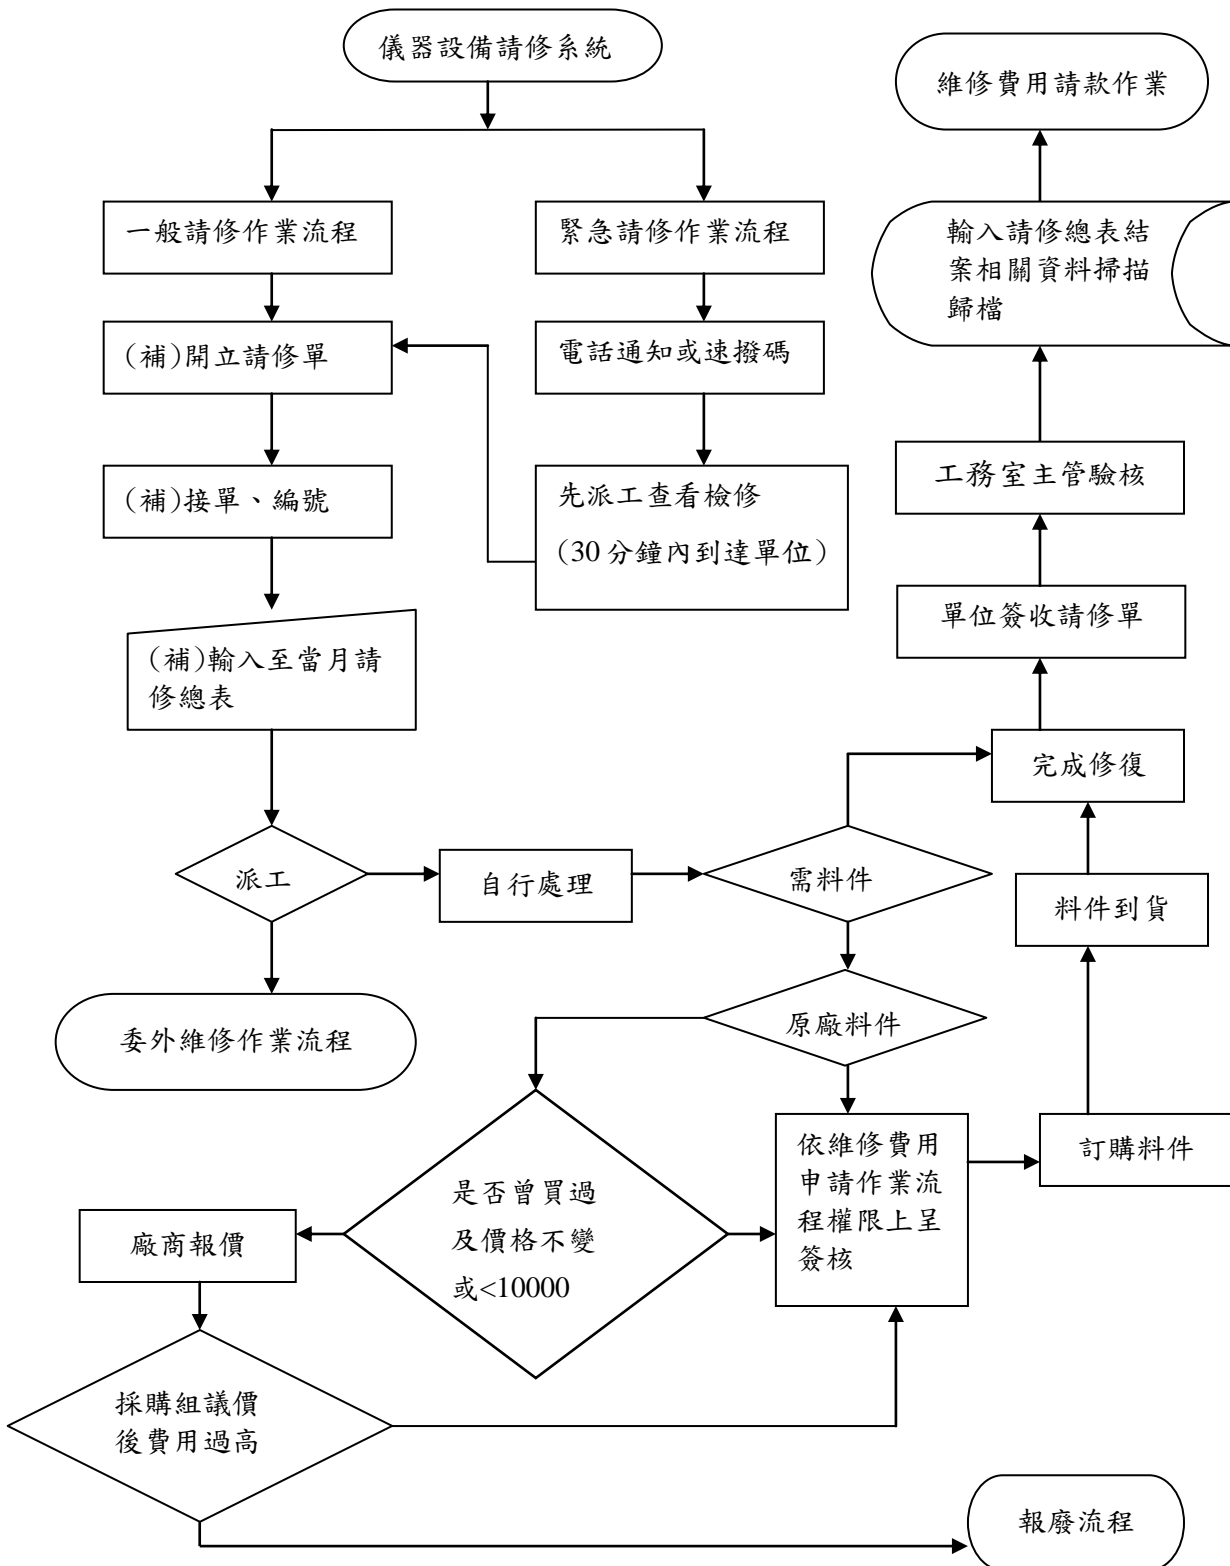 儀器設備請修系統
維修費用請款作業
一般請修作業流程
緊急請修作業流程
輸入請修總表結
案相關資料掃描
歸檔
(補)開立請修單
電話通知或速撥碼
工務室主管驗核
(補)接單、編號
先派工查看檢修
(30 分鐘內到達單位)
單位簽收請修單
(補)輸入至當月請
修總表
完成修復
派工
自行處理
需料件
料件到貨
原廠料件
委外維修作業流程
依維修費用
申請作業流
程權限上呈
簽核
訂購料件
是否曾買過
及價格不變
或<10000
廠商報價
採購組議價
後費用過高
報廢流程